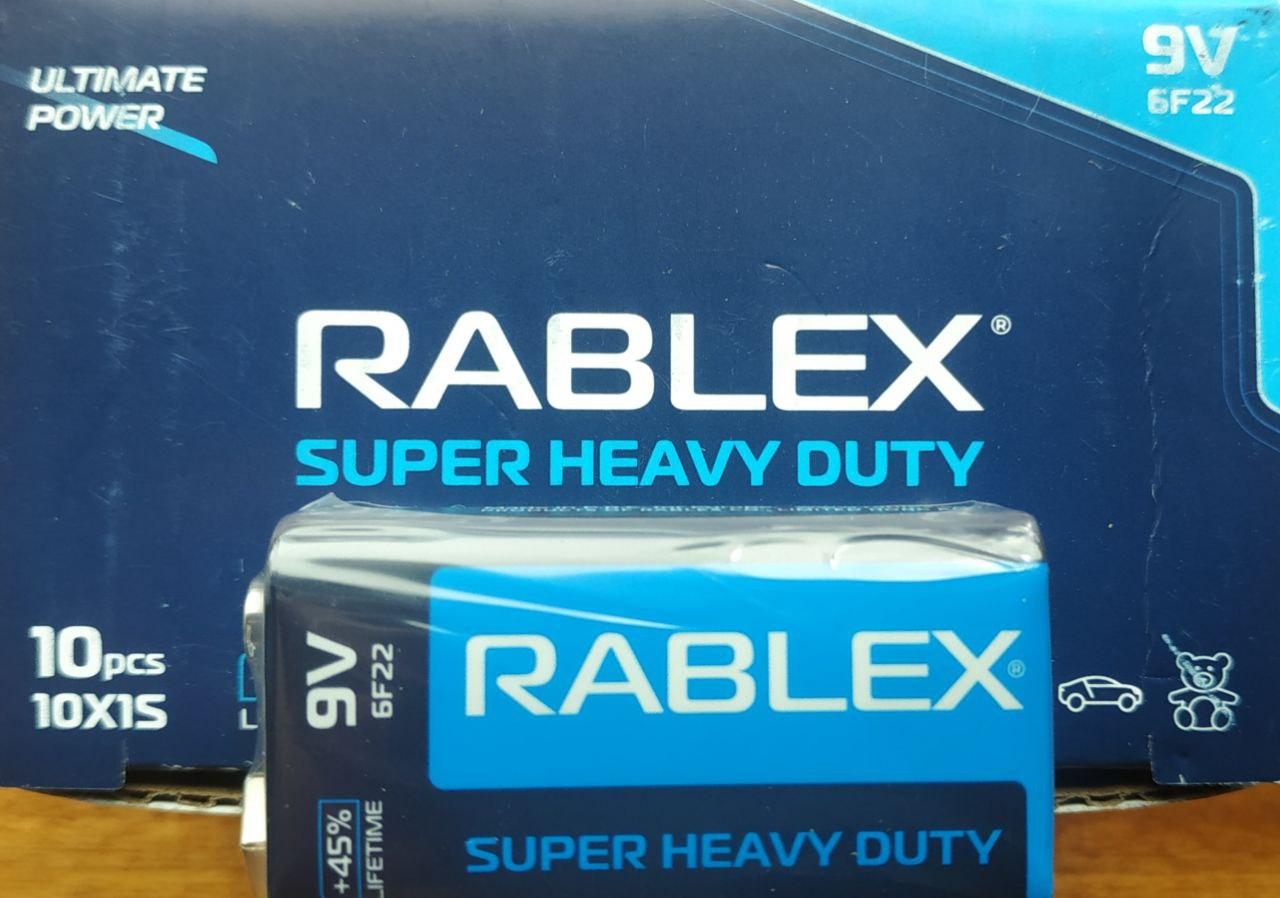 ULTIMATE
POWER
9V
6F22
RABLEX®
SUPER HEAVY DUTY
10pcs
10X1S
9V
6F22
RABLEX®
+45%
LIFETIME
SUPER HEAVY DUTY